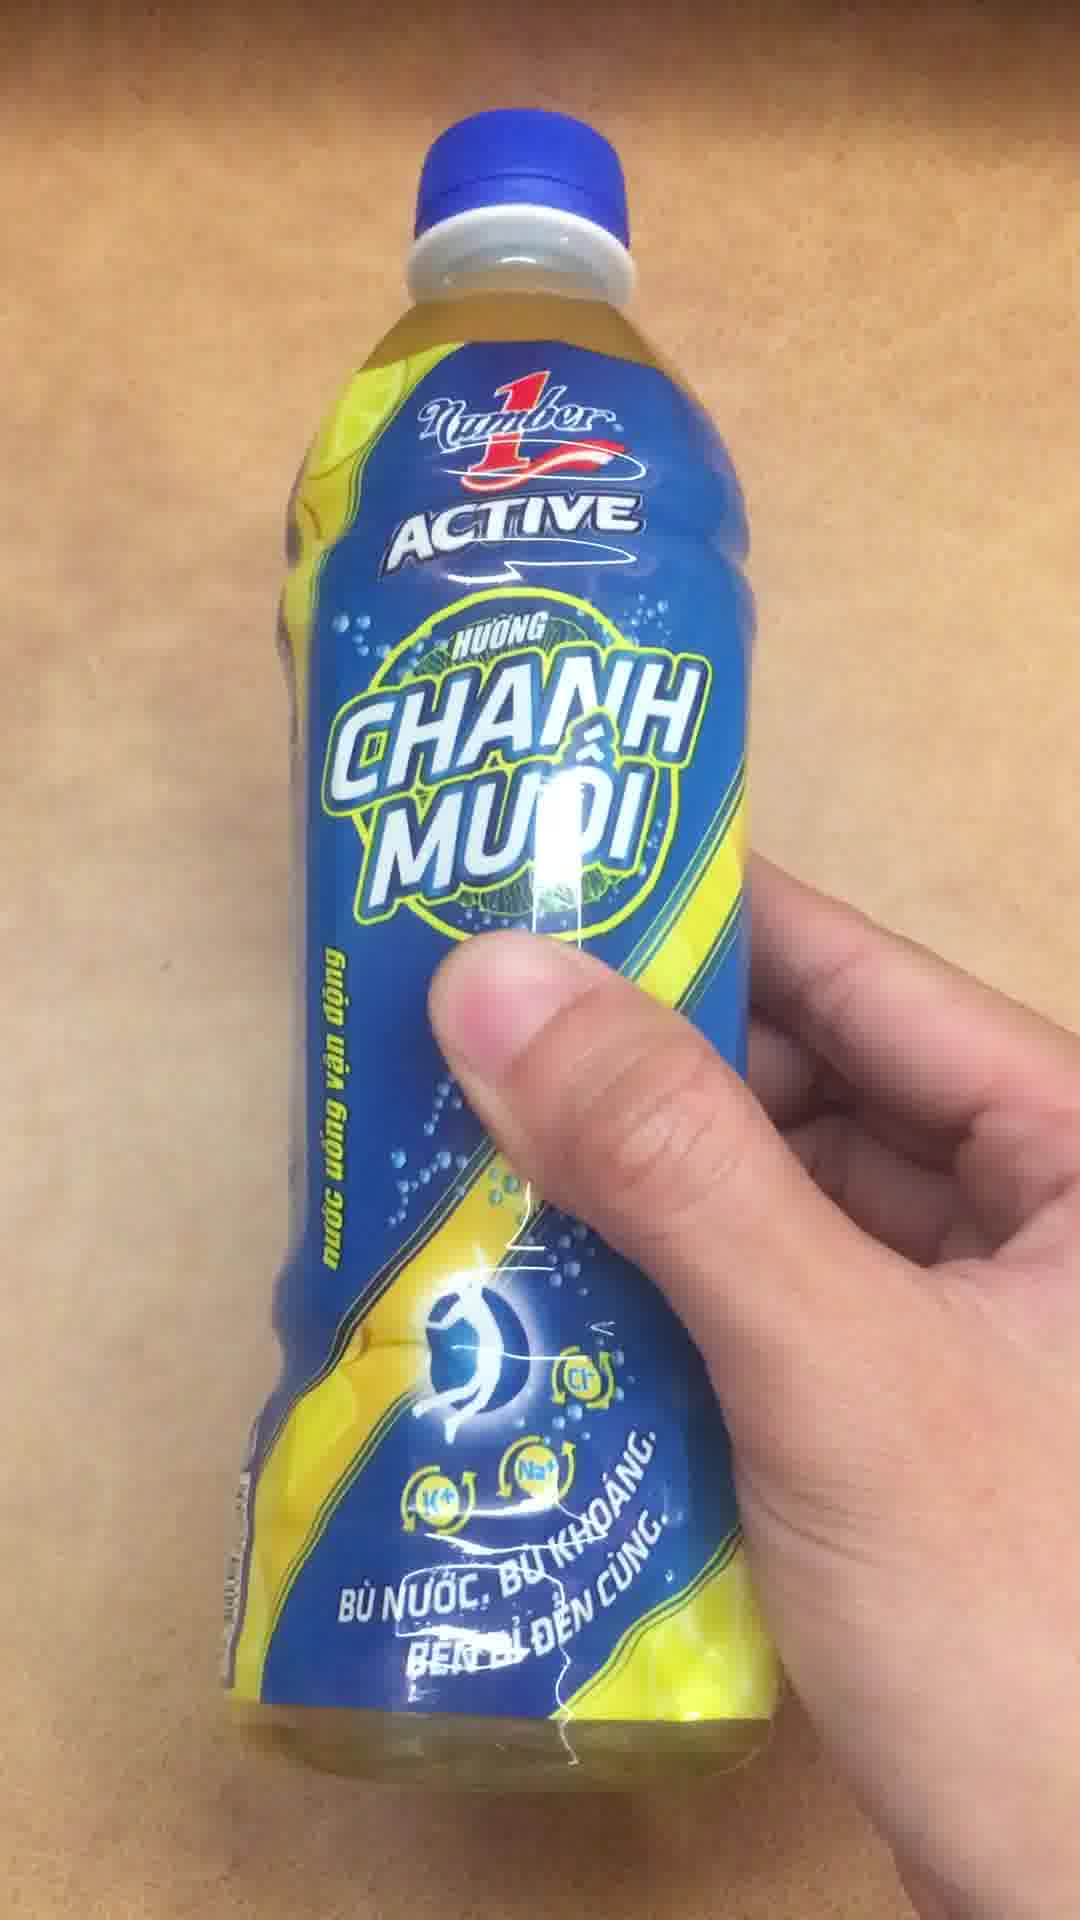 Number 1
ACTIVE
HƯƠNG
CHANH
MUỐI
nước uống vận động
Cl-
Na+
K+
BÙ NƯỚC. BÙ KHOÁNG.
BỀN BỈ ĐẾN CÙNG.